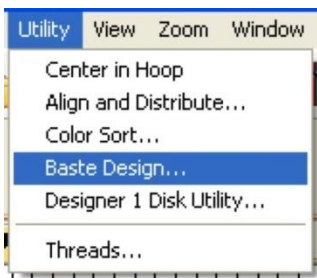 Utility View Zoom Window
Center in Hoop
Align and Distribute...
Color Sort...
Baste Design...
Designer 1 Disk Utility...
Threads...